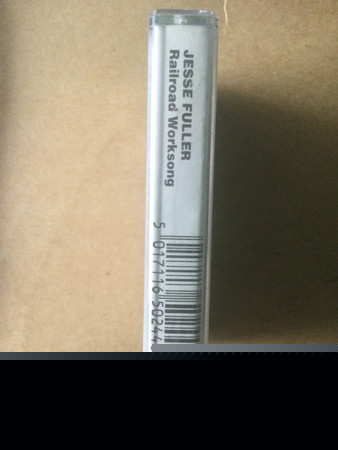 JESSE FULLER
Railroad Worksong
5 017116 50244